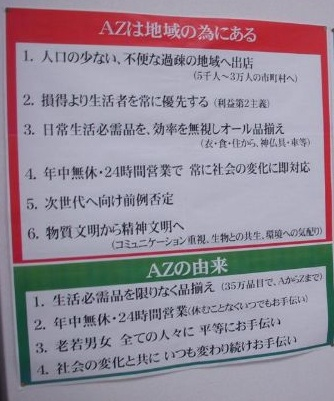 AZは地域の為にある
1. 人口の少ない、不便な過疎の地域へ出店
(5千人～3万人の市町村へ)
2. 損得より生活者を常に優先する (利益第2主義)
3. 日常生活必需品を、効率を無視しオール品揃え
(衣・食・住から、神仏具・車等)
4. 年中無休・24時間営業で 常に社会の変化に即対応
5. 次世代へ向け前例否定
6. 物質文明から精神文明へ
(コミュニケーション重視、生物との共生、環境への気配り)
AZの由来
1. 生活必需品を限りなく品揃え (35万品目で、AからZまで)
2. 年中無休・24時間営業(休むことなくいつでもお手伝い)
3. 老若男女 全ての人々に 平等にお手伝い
4. 社会の変化と共に いつも変わり続けお手伝い